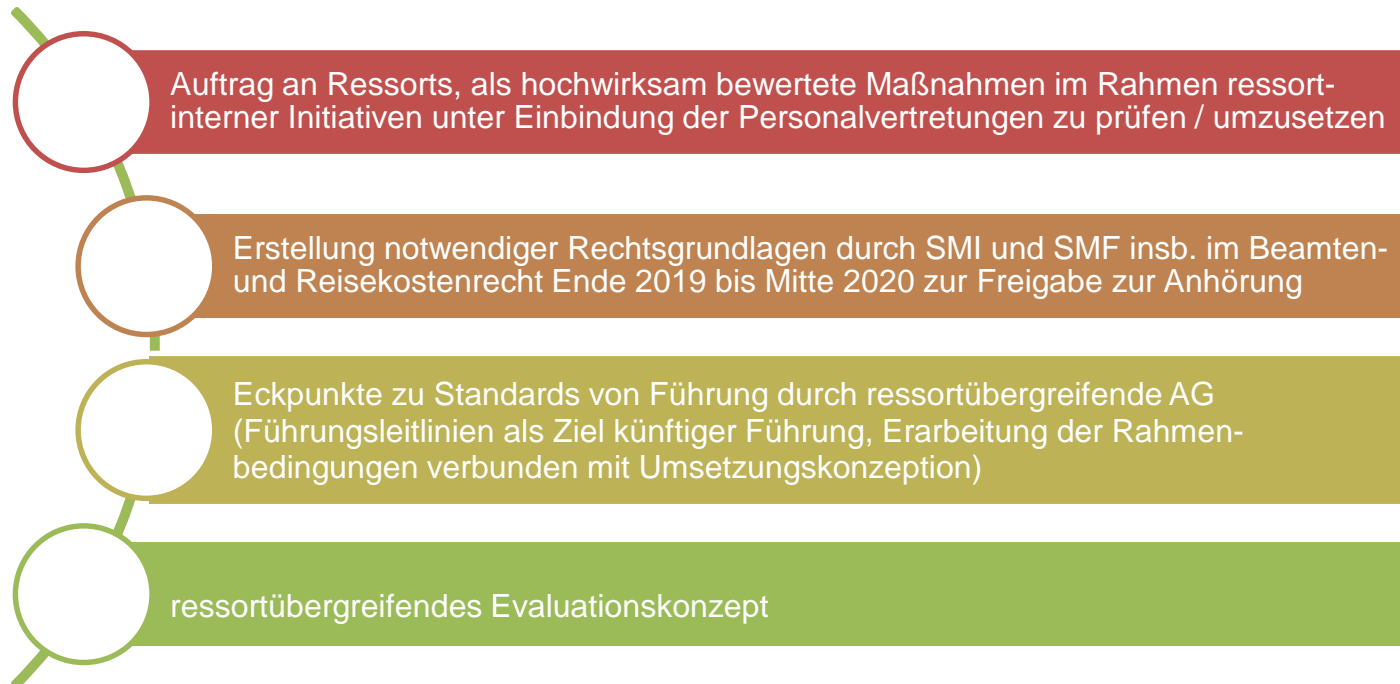 Auftrag an Ressorts, als hochwirksam bewertete Maßnahmen im Rahmen ressort-
interner Initiativen unter Einbindung der Personalvertretungen zu prüfen / umzusetzen
Erstellung notwendiger Rechtsgrundlagen durch SMI und SMF insb. im Beamten-
und Reisekostenrecht Ende 2019 bis Mitte 2020 zur Freigabe zur Anhörung
Eckpunkte zu Standards von Führung durch ressortübergreifende AG
(Führungsleitlinien als Ziel künftiger Führung, Erarbeitung der Rahmen-
bedingungen verbunden mit Umsetzungskonzeption)
ressortübergreifendes Evaluationskonzept